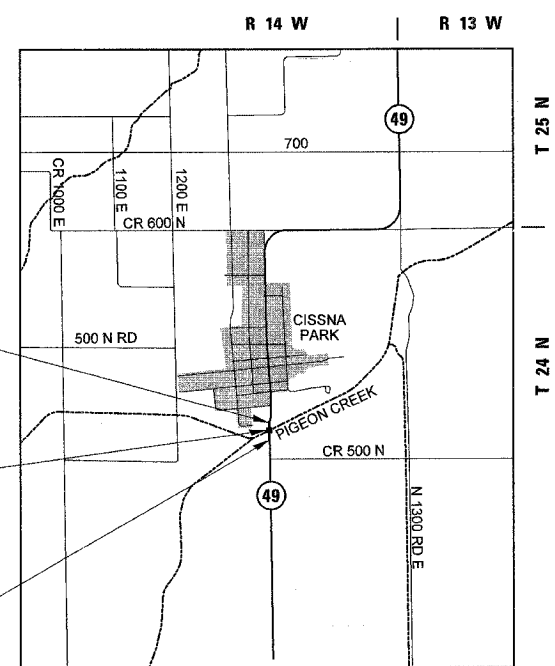 R 14 W
R 13 W
T 25 N
49
700
CR 1000 E
1100 E
1200 E
CR 600 N
CISSNA
PARK
500 N RD
T 24 N
PIGEON CREEK
CR 500 N
49
N 1300 RD E